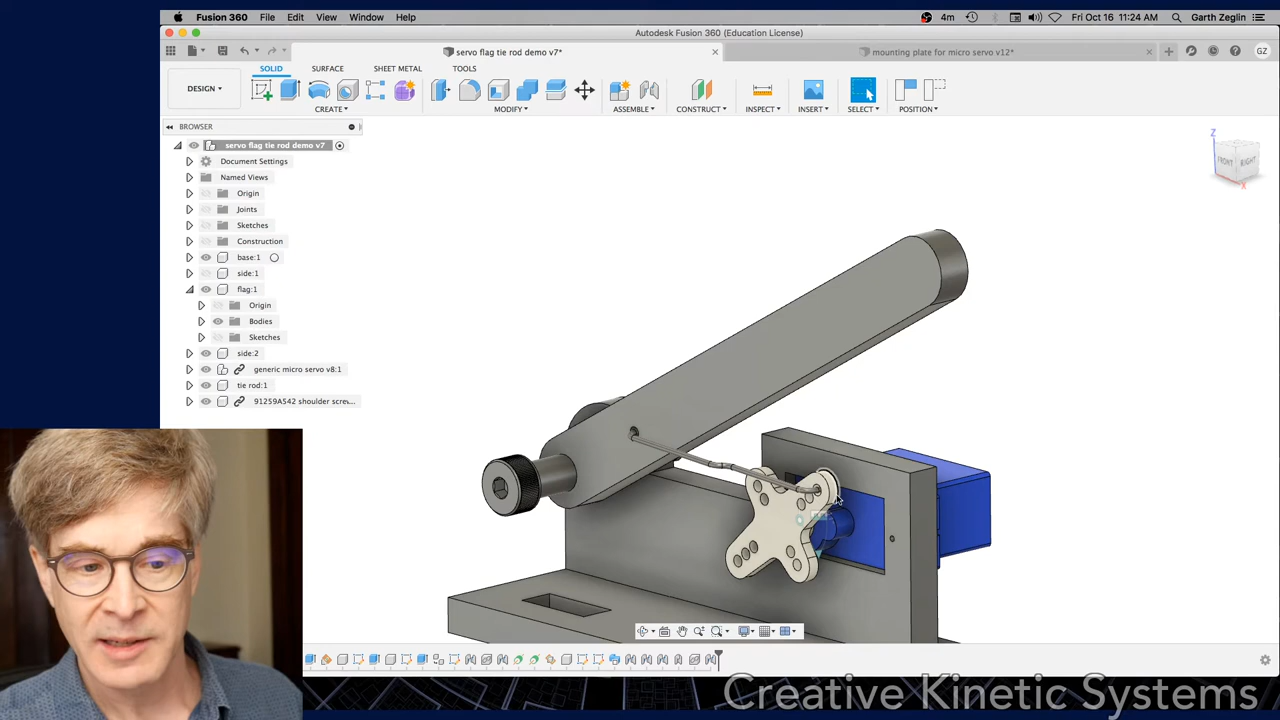 Fusion 360 File Edit View Window Help 4m Fri Oct 16 11:24 AM Garth Zeglin
Autodesk Fusion 360 (Education License)
servo flag tie rod demo v7* mounting plate for micro servo v12* GZ
SOLID SURFACE SHEET METAL TOOLS
DESIGN
CREATE MODIFY ASSEMBLE CONSTRUCT INSPECT INSERT SELECT POSITION
BROWSER
servo flag tie rod demo v7
Document Settings
Named Views
Origin
Joints
Sketches
Construction
base:1
side:1
flag:1
Origin
Bodies
Sketches
side:2
generic micro servo v8:1
tie rod:1
91259A542 shoulder screw...
Z
FRONT RIGHT
X
Creative Kinetic Systems